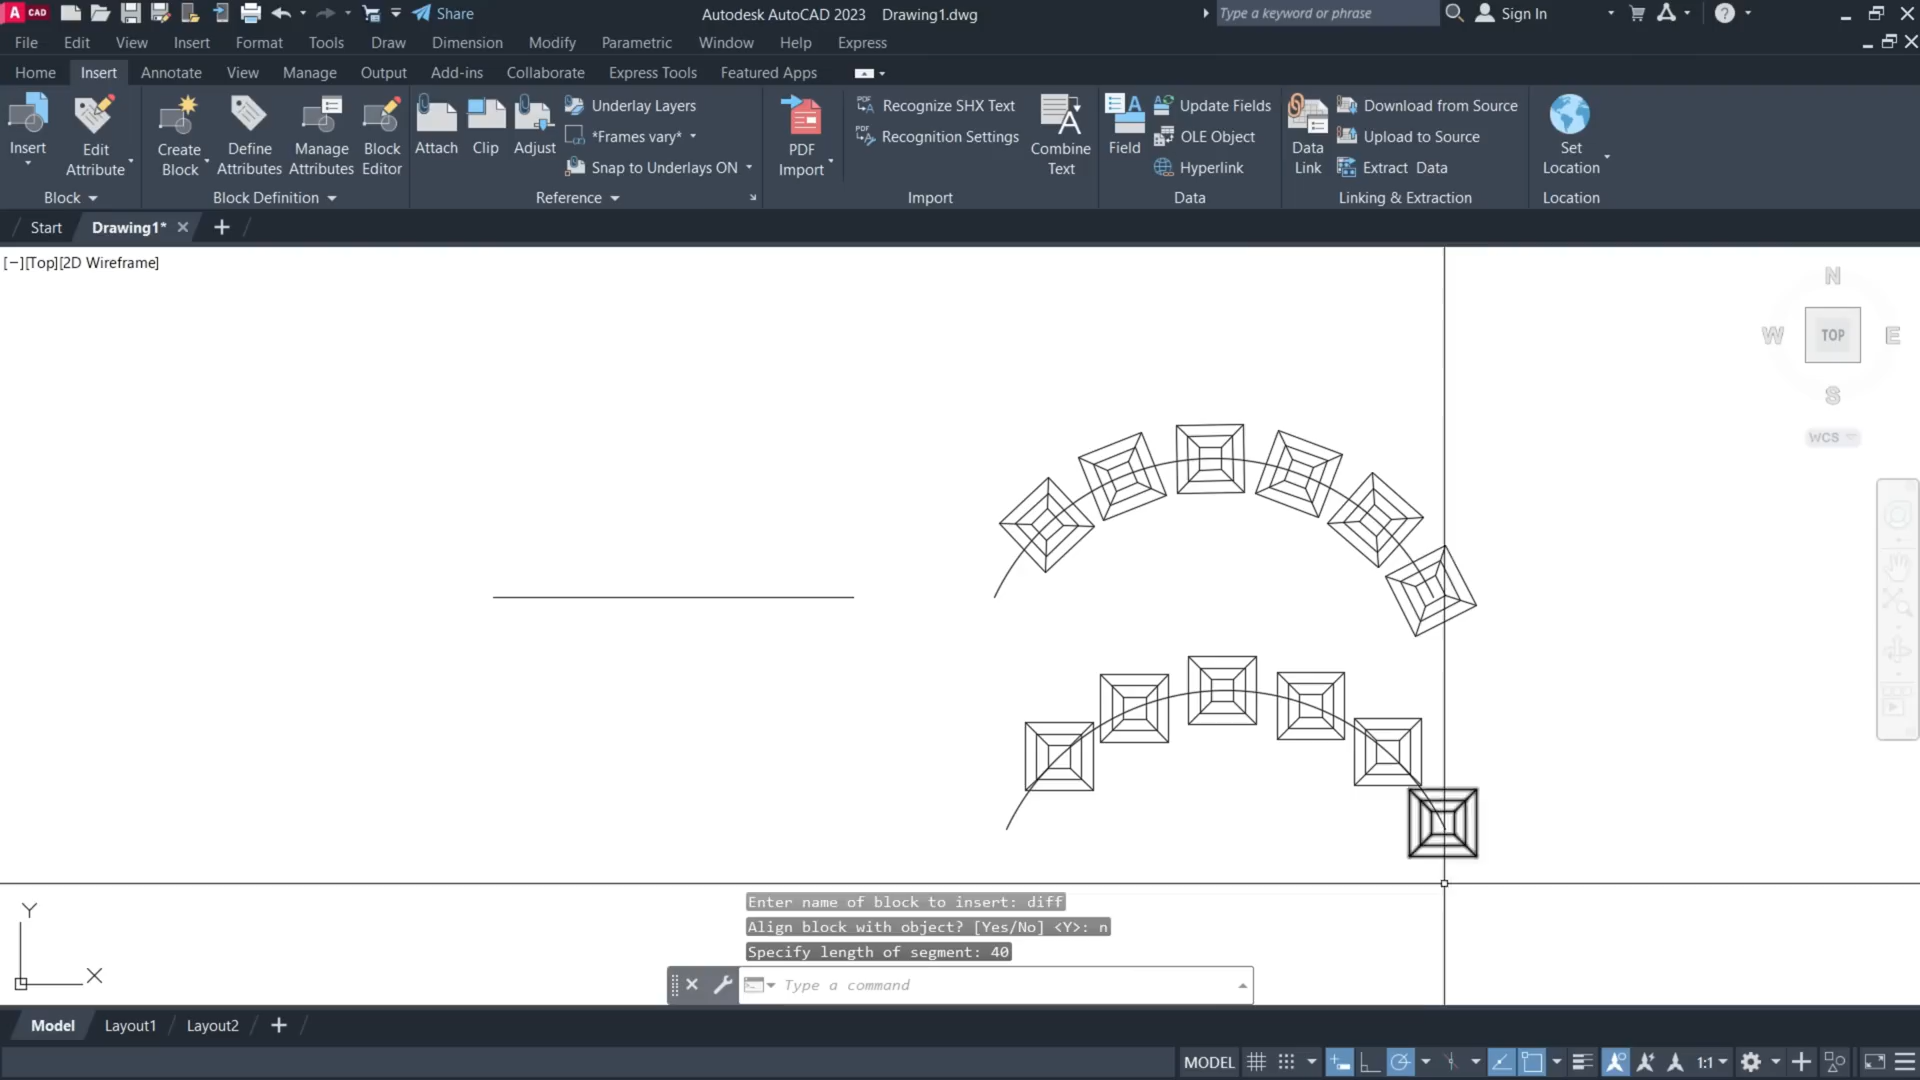 A CAD
Share
Autodesk AutoCAD 2023 Drawing1.dwg
Type a keyword or phrase
Sign In
File Edit View Insert Format Tools Draw Dimension Modify Parametric Window Help Express
Home Insert Annotate View Manage Output Add-ins Collaborate Express Tools Featured Apps
Insert
Edit
Attribute
Block
Create
Block
Define
Attributes
Manage
Attributes
Block
Editor
Block Definition
Attach
Clip
Adjust
Underlay Layers
*Frames vary*
Snap to Underlays ON
Reference
PDF
Import
Recognize SHX Text
Recognition Settings
Combine
Text
Import
Field
Update Fields
OLE Object
Hyperlink
Data
Data
Link
Download from Source
Upload to Source
Extract Data
Linking & Extraction
Set
Location
Location
Start Drawing1*
[−][Top][2D Wireframe]
N
W TOP E
S
WCS
Y
X
Enter name of block to insert: diff
Align block with object? [Yes/No] <Y>: n
Specify length of segment: 40
Type a command
Model Layout1 Layout2
MODEL 1:1